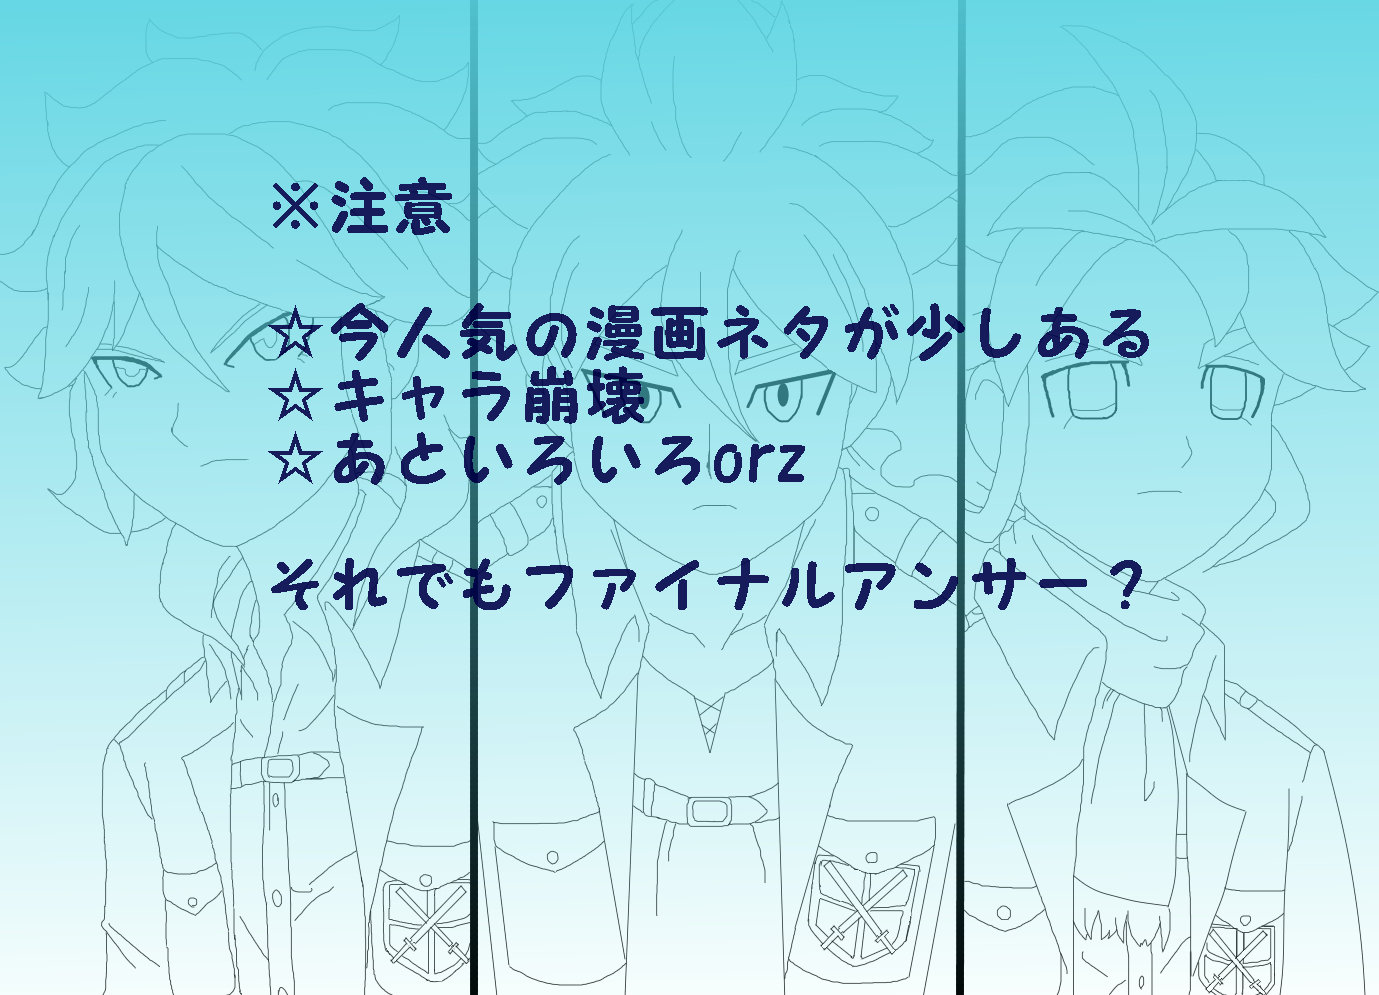 ※注意
☆今人気の漫画ネタが少しある
☆キャラ崩壊
☆あといろいろorz
それでもファイナルアンサー？